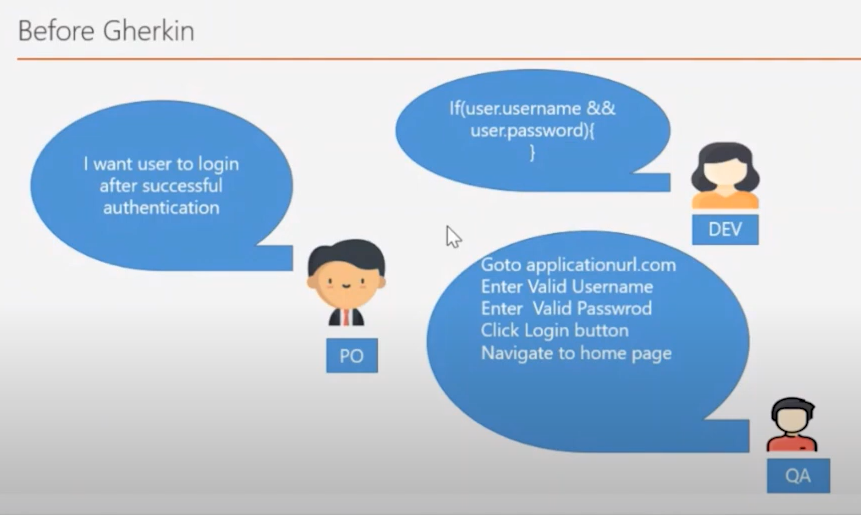 Before Gherkin
I want user to login
after successful
authentication
PO
If(user.username &&
user.password){
}
DEV
Goto applicationurl.com
Enter Valid Username
Enter  Valid Passwrod
Click Login button
Navigate to home page
QA